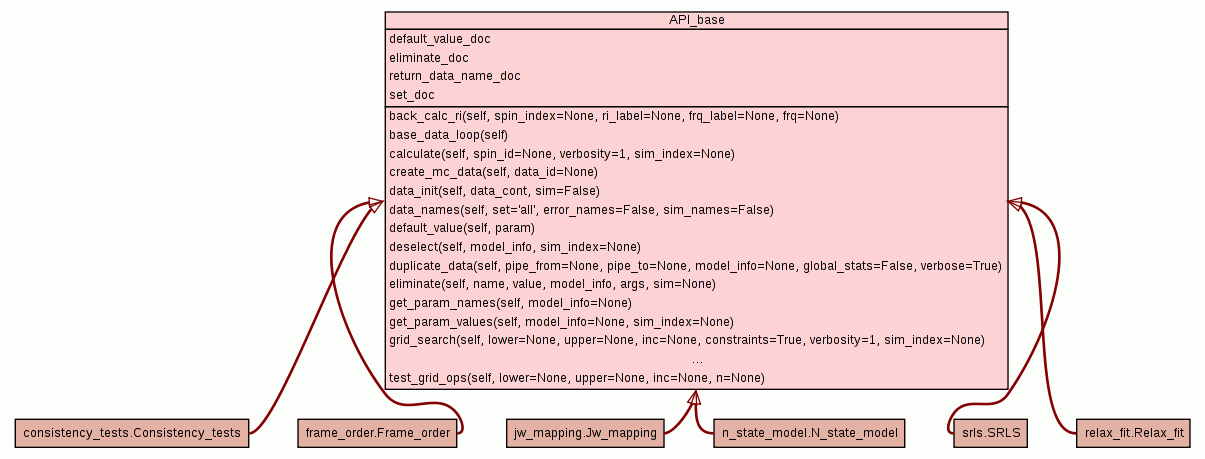 API_base
default_value_doc
eliminate_doc
return_data_name_doc
set_doc
back_calc_ri(self, spin_index=None, ri_label=None, frq_label=None, frq=None)
base_data_loop(self)
calculate(self, spin_id=None, verbosity=1, sim_index=None)
create_mc_data(self, data_id=None)
data_init(self, data_cont, sim=False)
data_names(self, set='all', error_names=False, sim_names=False)
default_value(self, param)
deselect(self, model_info, sim_index=None)
duplicate_data(self, pipe_from=None, pipe_to=None, model_info=None, global_stats=False, verbose=True)
eliminate(self, name, value, model_info, args, sim=None)
get_param_names(self, model_info=None)
get_param_values(self, model_info=None, sim_index=None)
grid_search(self, lower=None, upper=None, inc=None, constraints=True, verbosity=1, sim_index=None)
...
test_grid_ops(self, lower=None, upper=None, inc=None, n=None)
consistency_tests.Consistency_tests
frame_order.Frame_order
jw_mapping.Jw_mapping
n_state_model.N_state_model
srls.SRLS
relax_fit.Relax_fit